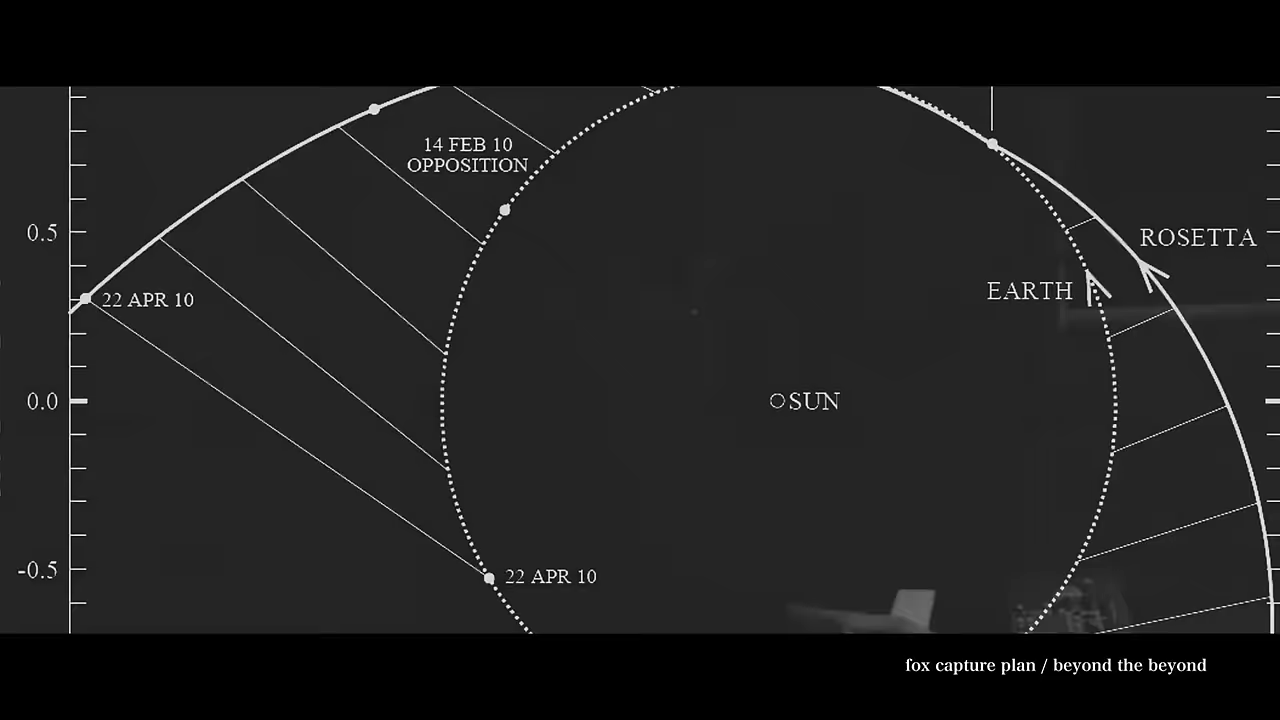 14 FEB 10
OPPOSITION
0.5
ROSETTA
EARTH
22 APR 10
0.0
SUN
-0.5
22 APR 10
fox capture plan / beyond the beyond